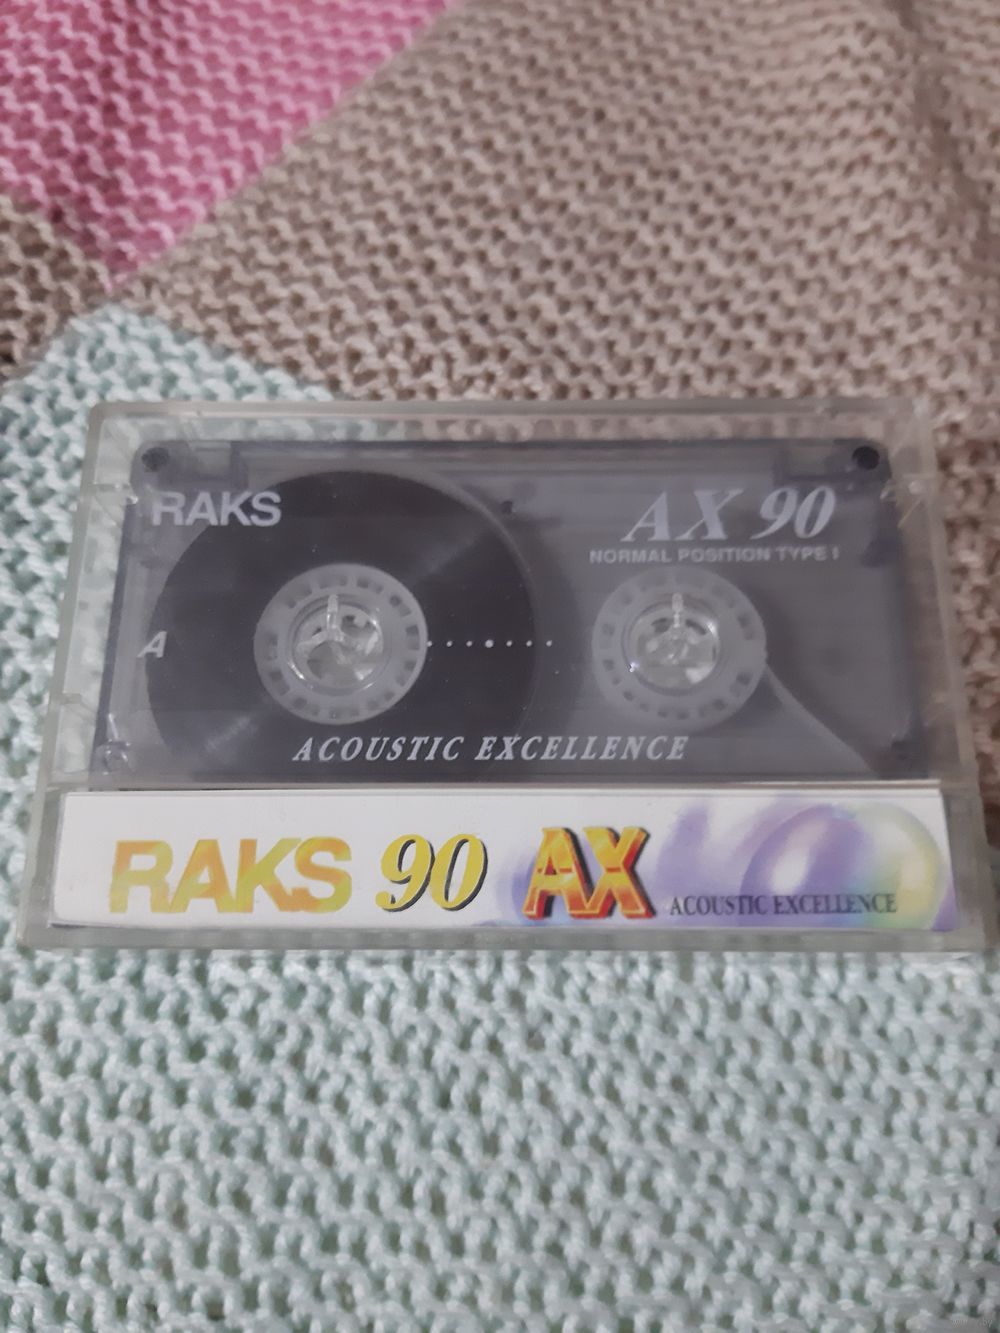 RAKS
AX 90
NORMAL POSITION TYPE I
A
ACOUSTIC EXCELLENCE
RAKS 90 AX ACOUSTIC EXCELLENCE